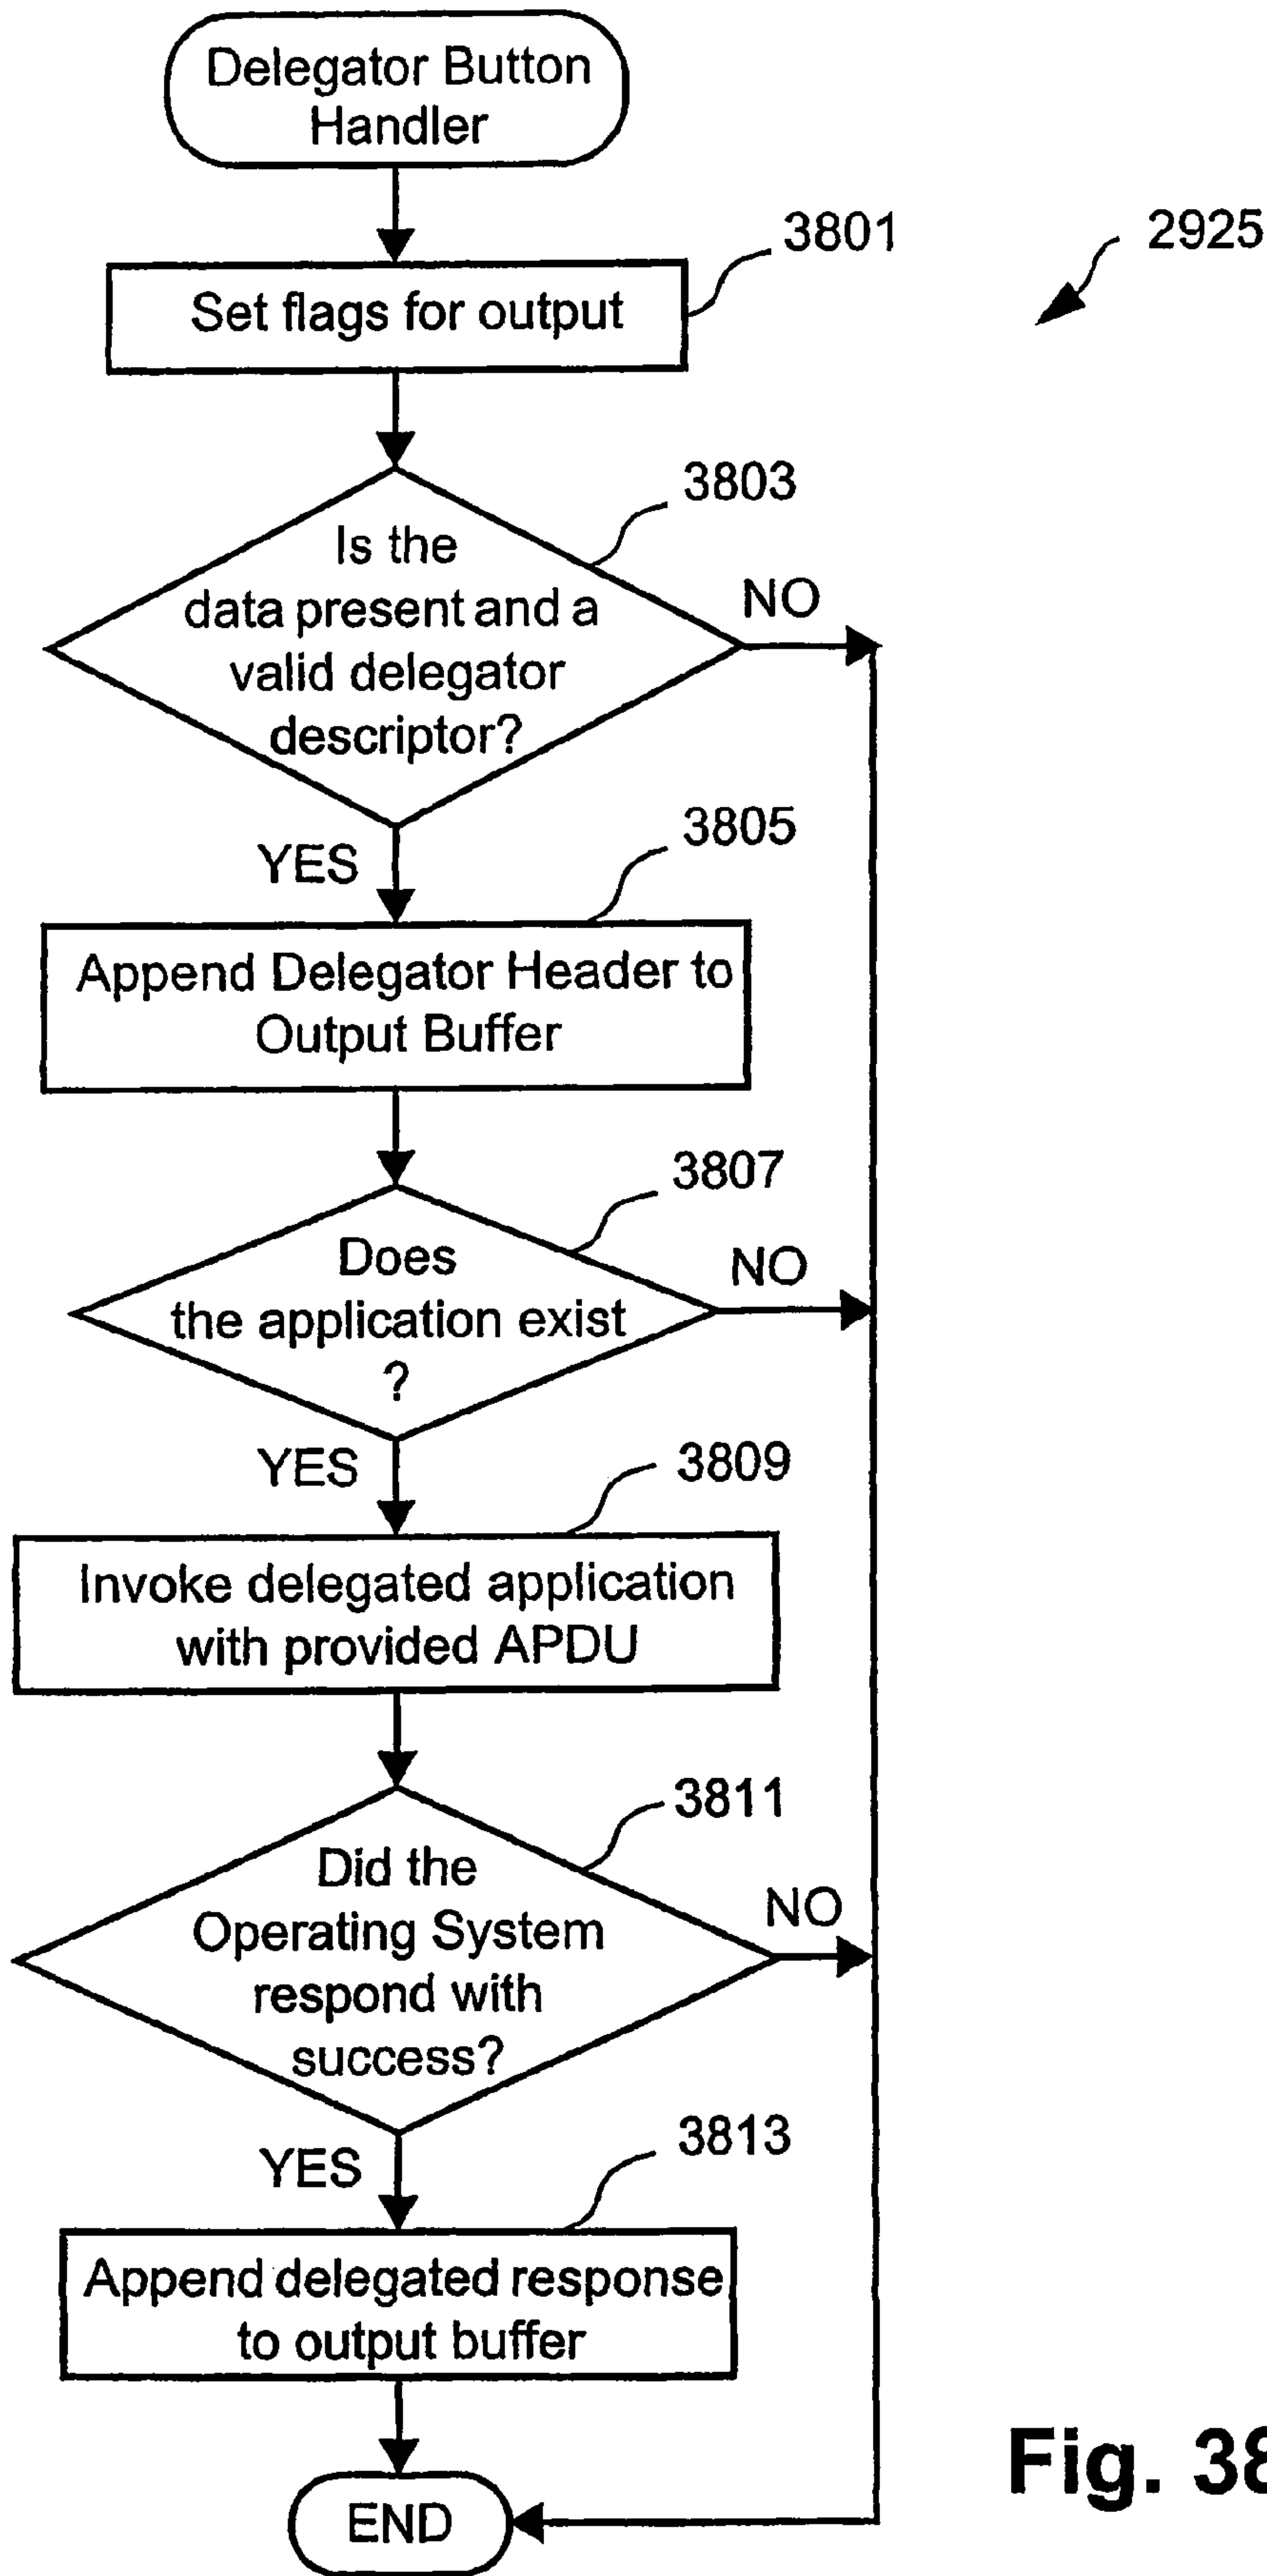 Delegator Button
Handler
3801
2925
Set flags for output
3803
Is the
data present and a
valid delegator
descriptor?
NO
YES
3805
Append Delegator Header to
Output Buffer
3807
Does
the application exist
?
NO
YES
3809
Invoke delegated application
with provided APDU
3811
Did the
Operating System
respond with
success?
NO
YES
3813
Append delegated response
to output buffer
END
Fig. 38